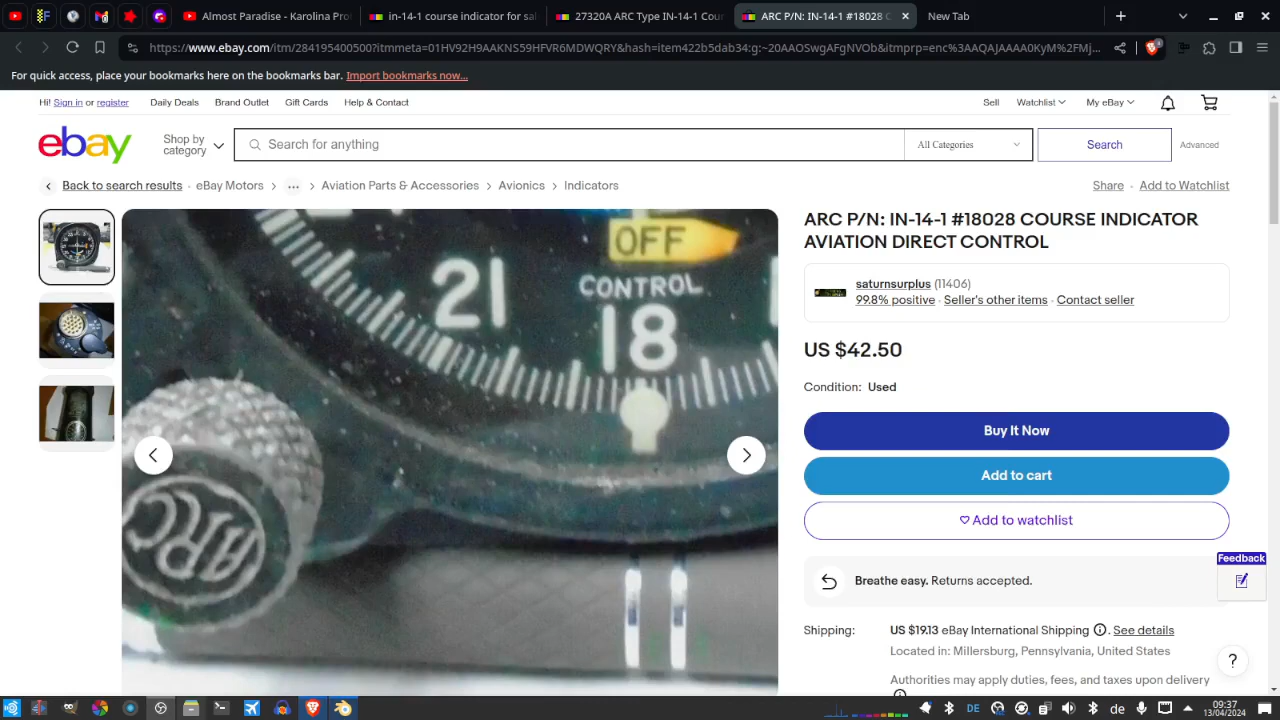 Almost Paradise - Karolina Pro
in-14-1 course indicator for sal
27320A ARC Type IN-14-1 Cour
ARC P/N: IN-14-1 #18028 C
New Tab
https://www.ebay.com/itm/284195400500?itmmeta=01HV92H9AAKNS59HFVR6MDWQRY&hash=item422b5dab34:g:~20AAOSwgAFgNVOb&itmprp=enc%3AAQAJAAAA0KyM%2FMj...
For quick access, place your bookmarks here on the bookmarks bar. Import bookmarks now...
Hi! Sign in or register
Daily Deals
Brand Outlet
Gift Cards
Help & Contact
Sell
Watchlist
My eBay
ebay
Shop by category
Search for anything
All Categories
Search
Advanced
Back to search results · eBay Motors > ... > Aviation Parts & Accessories > Avionics > Indicators
Share · Add to Watchlist
OFF
CONTROL
21
18
ARC
ARC P/N: IN-14-1 #18028 COURSE INDICATOR
AVIATION DIRECT CONTROL
saturnsurplus (11406)
99.8% positive · Seller's other items · Contact seller
US $42.50
Condition: Used
Buy It Now
Add to cart
Add to watchlist
Feedback
Breathe easy. Returns accepted.
Shipping: US $19.13 eBay International Shipping See details
Located in: Millersburg, Pennsylvania, United States
Authorities may apply duties, fees, and taxes upon delivery
?
DE
de
09:37
13/04/2024